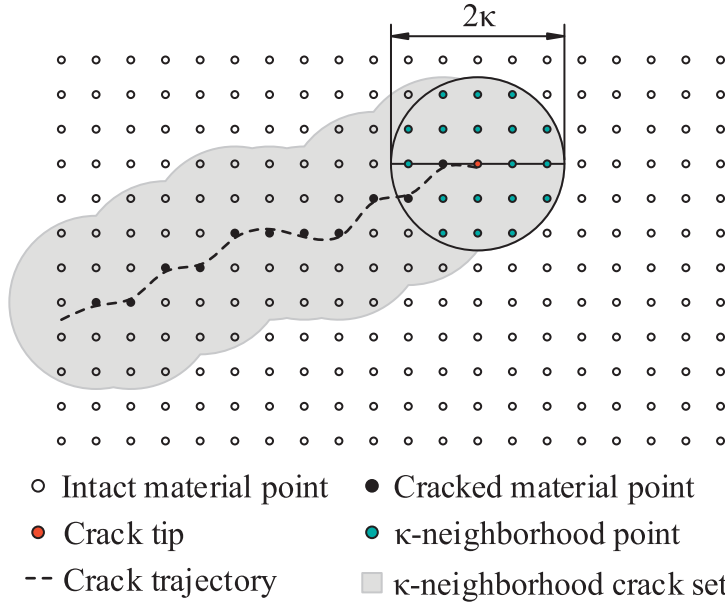 2κ
Intact material point
Cracked material point
Crack tip
κ-neighborhood point
Crack trajectory
κ-neighborhood crack set